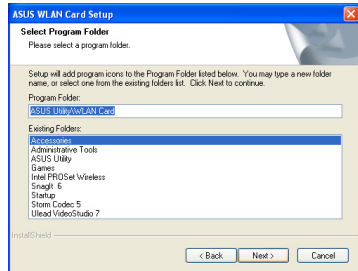 ASUS WLAN Card Setup
Select Program Folder
Please select a program folder.
Setup will add program icons to the Program Folder listed below. You may type a new folder
name, or select one from the existing folders list. Click Next to continue.
Program Folder:
ASUS Utility\WLAN Card
Existing Folders:
Accessories
Administrative Tools
ASUS Utility
Games
Intel PROSet Wireless
SnagIt 6
Startup
Storm Codec 5
Ulead VideoStudio 7
InstallShield
< Back
Next >
Cancel